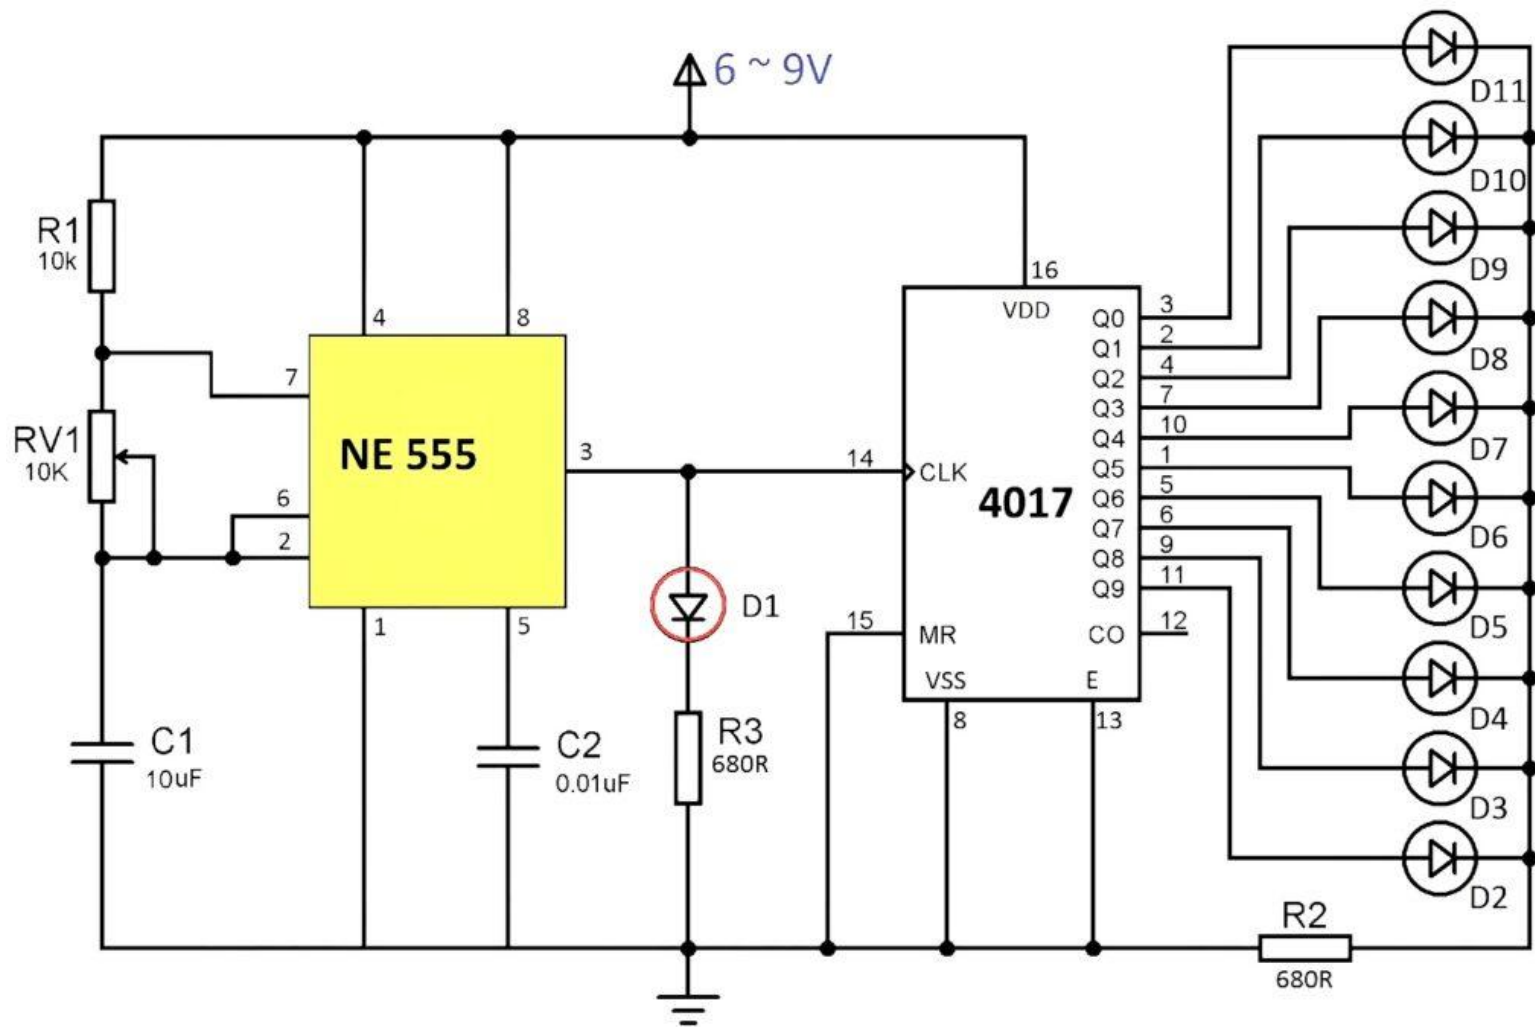 6 ~ 9V
R1
10k
RV1
10K
4
8
7
6
2
NE 555
3
1
5
C1
10uF
C2
0.01uF
D1
R3
680R
16
VDD
14
CLK
4017
15
MR
VSS
E
8
13
Q0
3
Q1
2
Q2
4
Q3
7
Q4
10
Q5
1
Q6
5
Q7
6
Q8
9
Q9
11
CO
12
D11
D10
D9
D8
D7
D6
D5
D4
D3
D2
R2
680R